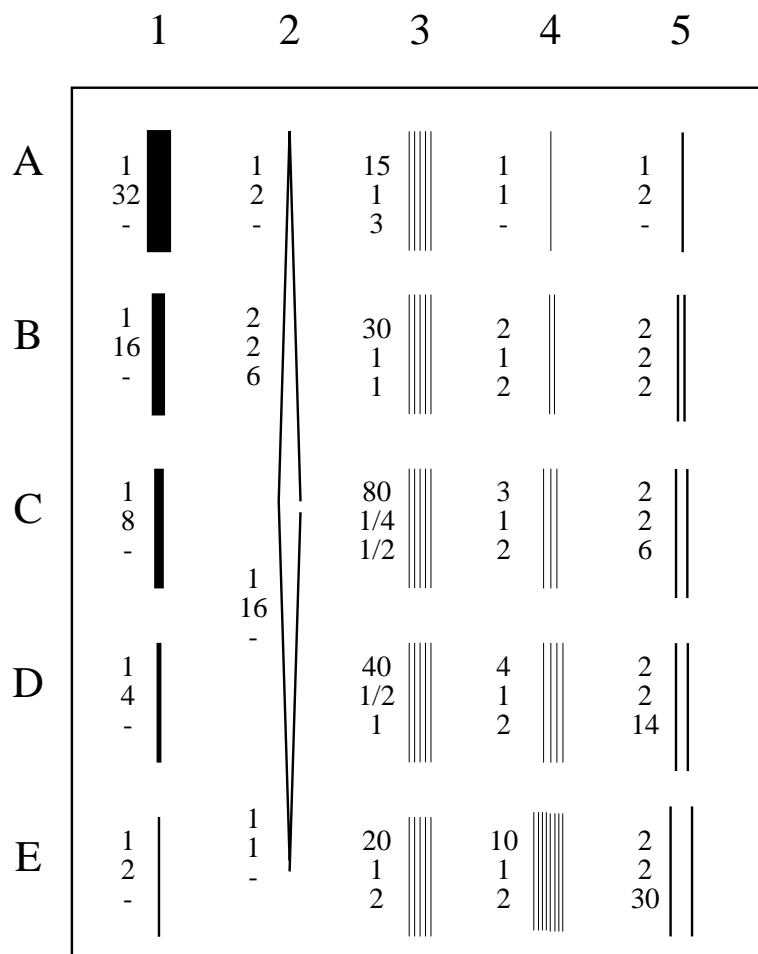 1 2 3 4 5
A
1 1 15 1 1
32 2 1 1 2
- - 3 - -
B
1 2 30 2 2
16 2 1 1 2
- 6 1 2 2
C
1 80 3 2
8 1/4 1 2
- 1/2 2 6
1
16
-
D
1 40 4 2
4 1/2 1 2
- 1 2 14
E
1 1 20 10 2
2 1 1 1 2
- - 2 2 30